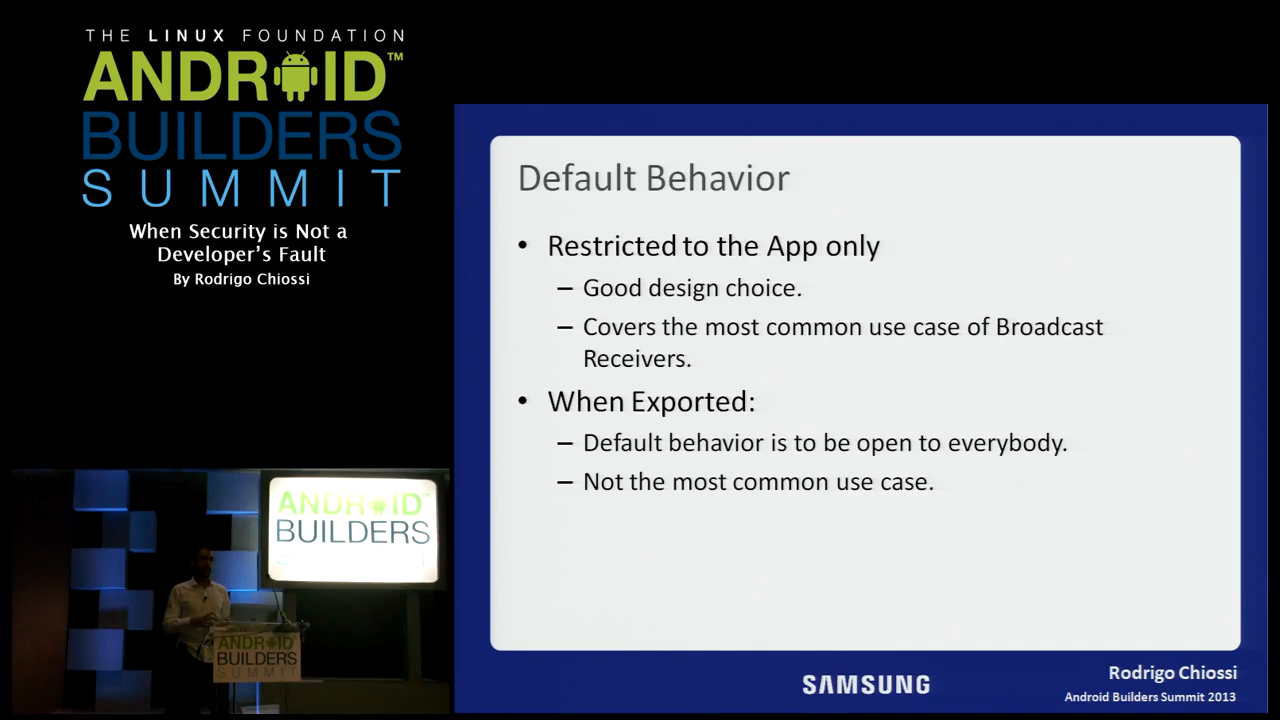 THE LINUX FOUNDATION
ANDROID™
BUILDERS
SUMMIT
When Security is Not a
Developer's Fault
By Rodrigo Chiossi
Default Behavior
• Restricted to the App only
– Good design choice.
– Covers the most common use case of Broadcast
Receivers.
• When Exported:
– Default behavior is to be open to everybody.
– Not the most common use case.
SAMSUNG
Rodrigo Chiossi
Android Builders Summit 2013
ANDROID™
BUILDERS
ANDROID
BUILDERS
SUMMIT